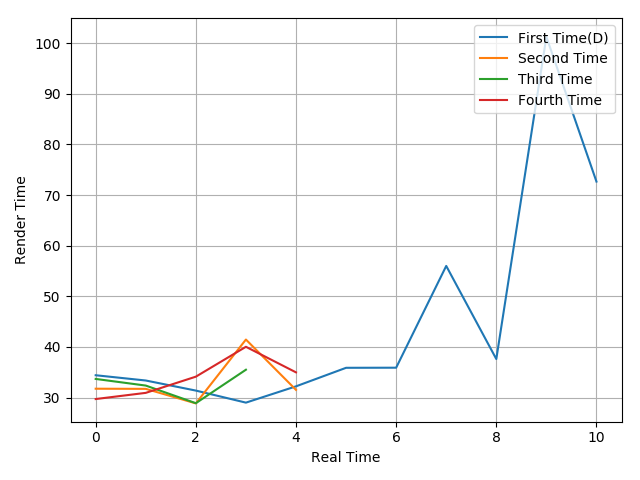 First Time(D)
Second Time
Third Time
Fourth Time
100
90
80
70
60
50
40
30
Render Time
0 2 4 6 8 10
Real Time